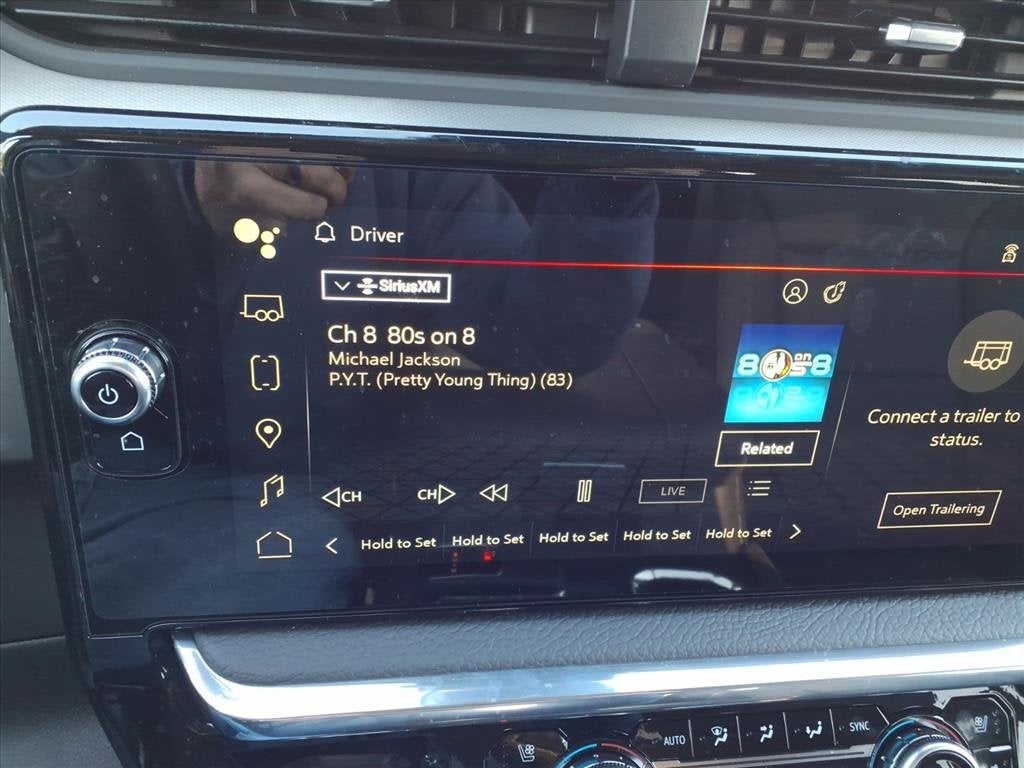 Driver
SiriusXM
Ch 8 80s on 8
Michael Jackson
P.Y.T. (Pretty Young Thing) (83)
80s on 8
Related
Connect a trailer to
status.
Open Trailering
CH CH LIVE
Hold to Set Hold to Set Hold to Set Hold to Set Hold to Set
AUTO SYNC